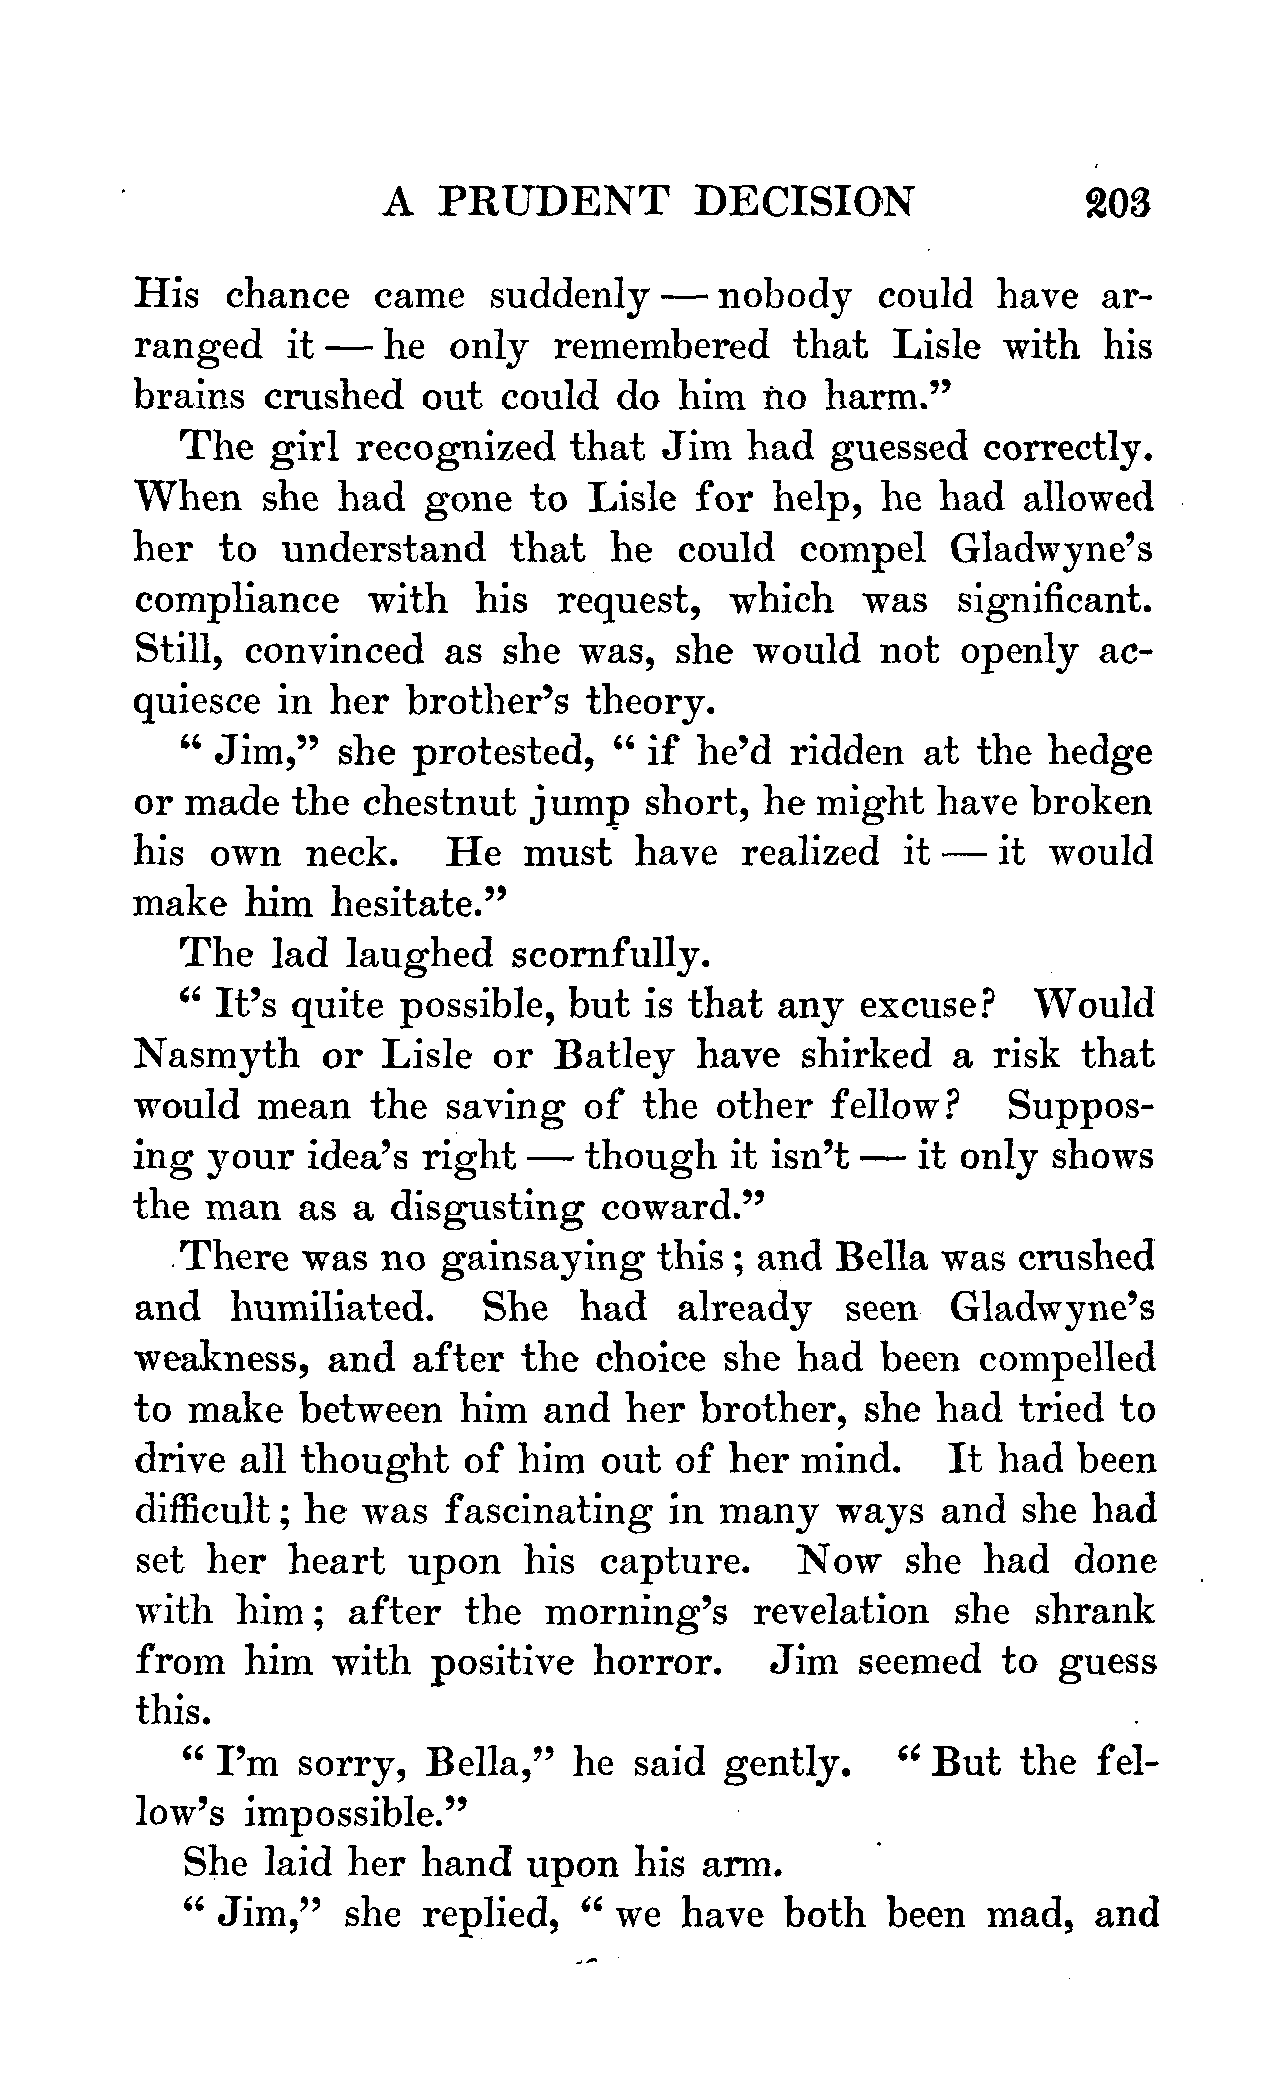 A PRUDENT DECISION 203
His chance came suddenly — nobody could have ar-
ranged it — he only remembered that Lisle with his
brains crushed out could do him no harm."
The girl recognized that Jim had guessed correctly.
When she had gone to Lisle for help, he had allowed
her to understand that he could compel Gladwyne's
compliance with his request, which was significant.
Still, convinced as she was, she would not openly ac-
quiesce in her brother's theory.
" Jim," she protested, " if he'd ridden at the hedge
or made the chestnut jump short, he might have broken
his own neck. He must have realized it — it would
make him hesitate."
The lad laughed scornfully.
" It's quite possible, but is that any excuse? Would
Nasmyth or Lisle or Batley have shirked a risk that
would mean the saving of the other fellow? Suppos-
ing your idea's right — though it isn't — it only shows
the man as a disgusting coward."
There was no gainsaying this ; and Bella was crushed
and humiliated. She had already seen Gladwyne's
weakness, and after the choice she had been compelled
to make between him and her brother, she had tried to
drive all thought of him out of her mind. It had been
difficult ; he was fascinating in many ways and she had
set her heart upon his capture. Now she had done
with him ; after the morning's revelation she shrank
from him with positive horror. Jim seemed to guess
this.
" I'm sorry, Bella," he said gently. " But the fel-
low's impossible."
She laid her hand upon his arm.
" Jim," she replied, " we have both been mad, and